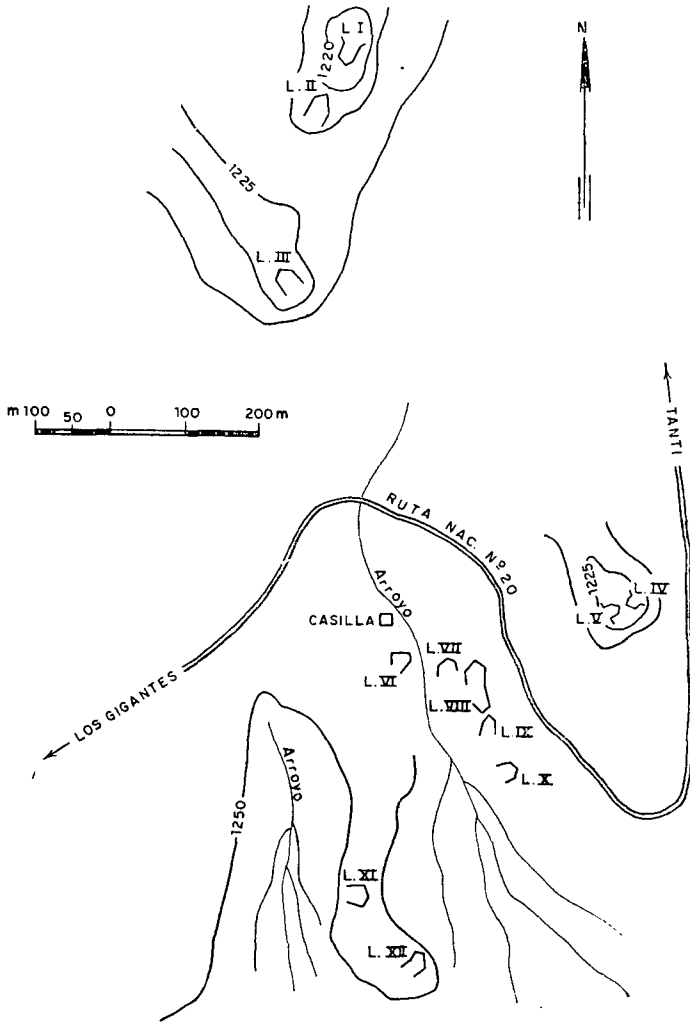 L I
N
1220
L. II
1225
L. III
m 100 50 0 100 200 m
TANTI
RUTA NAC. Nº 20
1225
L. IV
L. V
Arroyo
CASILLA
L. VII
L. VI
LOS GIGANTES
L. VIII
L. IX
Arroyo
L. X
1250
L. XI
L. XII